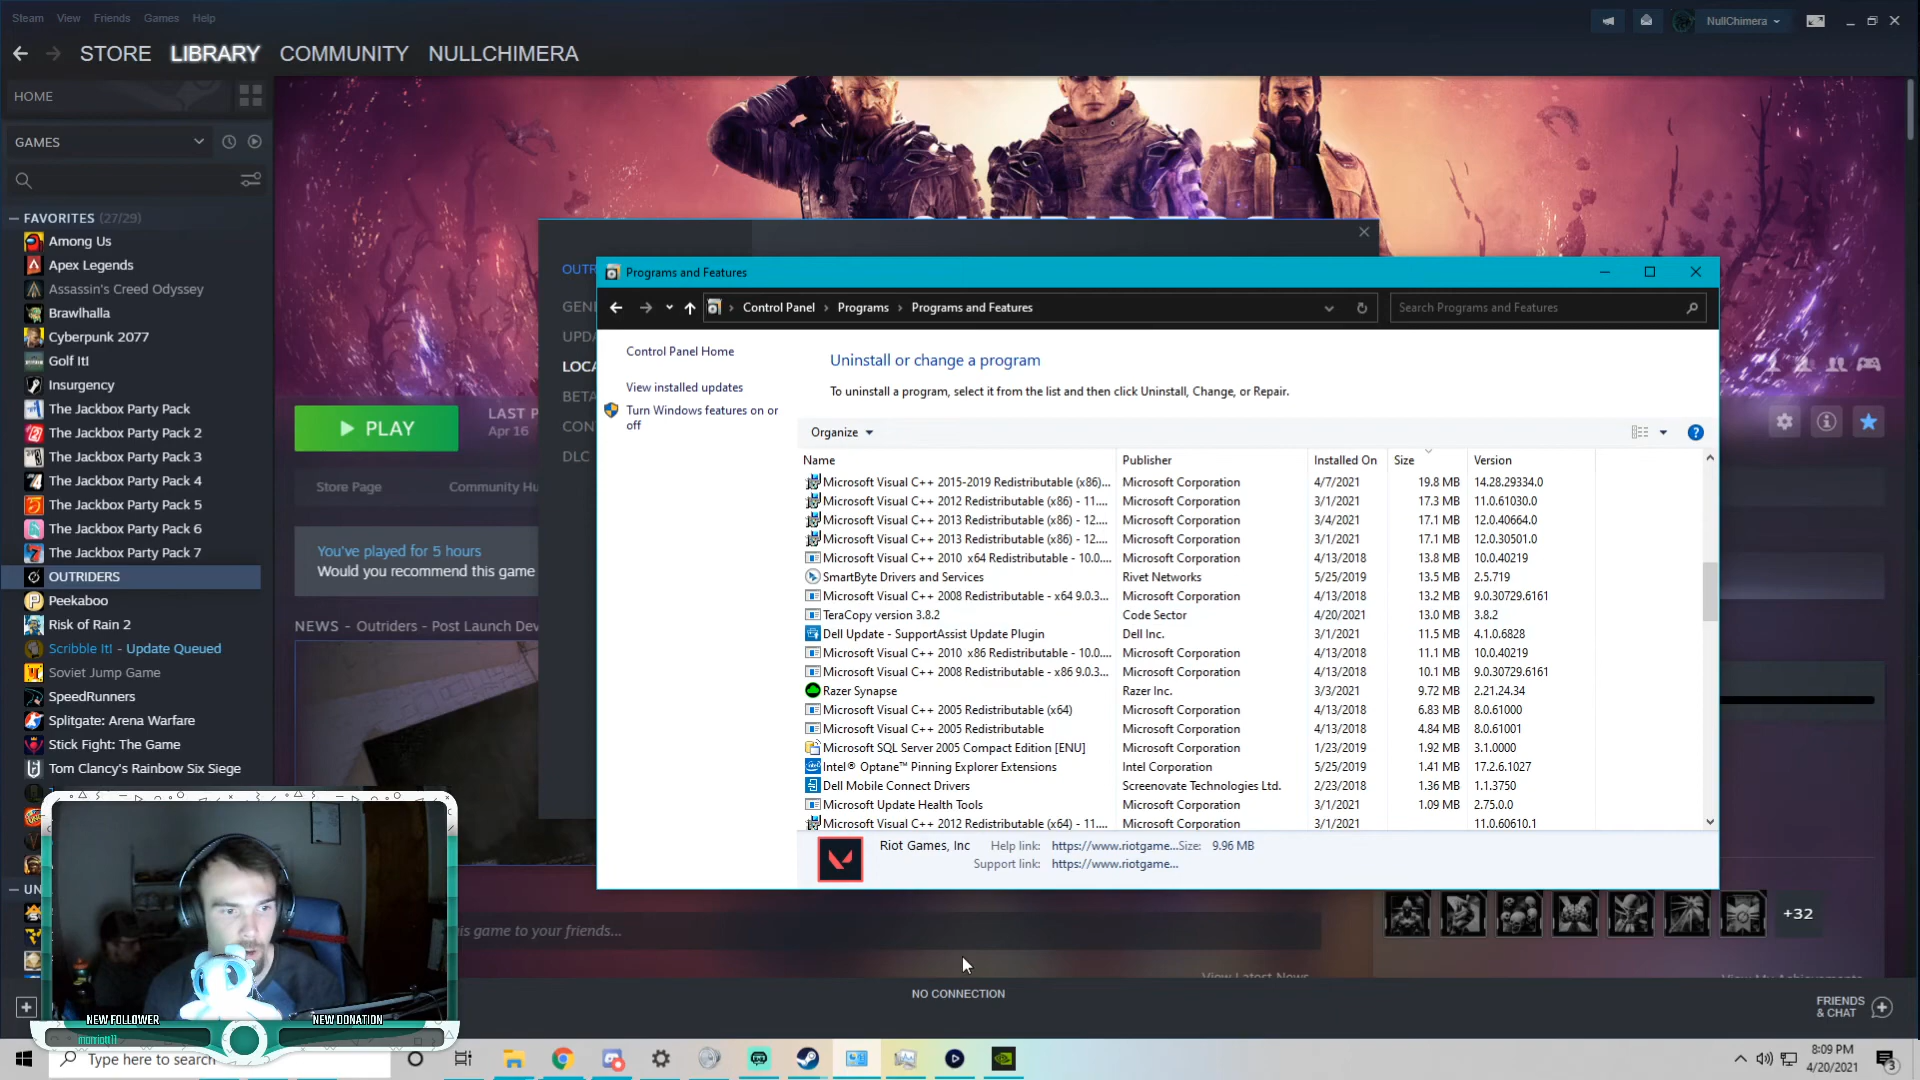 Steam View Friends Games Help
NullChimera
STORE LIBRARY COMMUNITY NULLCHIMERA
HOME
GAMES
FAVORITES (27/29)
Among Us
Apex Legends
Assassin's Creed Odyssey
Brawlhalla
Cyberpunk 2077
Golf It!
Insurgency
The Jackbox Party Pack
The Jackbox Party Pack 2
The Jackbox Party Pack 3
The Jackbox Party Pack 4
The Jackbox Party Pack 5
The Jackbox Party Pack 6
The Jackbox Party Pack 7
OUTRIDERS
Peekaboo
Risk of Rain 2
Scribble It! - Update Queued
Soviet Jump Game
SpeedRunners
Splitgate: Arena Warfare
Stick Fight: The Game
Tom Clancy's Rainbow Six Siege
UN
PLAY
LAST P
Apr 16
Store Page Community Hu
You've played for 5 hours
Would you recommend this game
NEWS - Outriders - Post Launch Dev
OUTR
GENE
UPDA
LOCA
BETA
CON
DLC
Programs and Features
Control Panel › Programs › Programs and Features
Search Programs and Features
Control Panel Home
View installed updates
Turn Windows features on or
off
Uninstall or change a program
To uninstall a program, select it from the list and then click Uninstall, Change, or Repair.
Organize
Name Publisher Installed On Size Version
Microsoft Visual C++ 2015-2019 Redistributable (x86)... Microsoft Corporation 4/7/2021 19.8 MB 14.28.29334.0
Microsoft Visual C++ 2012 Redistributable (x86) - 11.... Microsoft Corporation 3/1/2021 17.3 MB 11.0.61030.0
Microsoft Visual C++ 2013 Redistributable (x86) - 12.... Microsoft Corporation 3/4/2021 17.1 MB 12.0.40664.0
Microsoft Visual C++ 2013 Redistributable (x86) - 12.... Microsoft Corporation 3/1/2021 17.1 MB 12.0.30501.0
Microsoft Visual C++ 2010 x64 Redistributable - 10.0.... Microsoft Corporation 4/13/2018 13.8 MB 10.0.40219
SmartByte Drivers and Services Rivet Networks 5/25/2019 13.5 MB 2.5.719
Microsoft Visual C++ 2008 Redistributable - x64 9.0.3... Microsoft Corporation 4/13/2018 13.2 MB 9.0.30729.6161
TeraCopy version 3.8.2 Code Sector 4/20/2021 13.0 MB 3.8.2
Dell Update - SupportAssist Update Plugin Dell Inc. 3/1/2021 11.5 MB 4.1.0.6828
Microsoft Visual C++ 2010 x86 Redistributable - 10.0.... Microsoft Corporation 4/13/2018 11.1 MB 10.0.40219
Microsoft Visual C++ 2008 Redistributable - x86 9.0.3... Microsoft Corporation 4/13/2018 10.1 MB 9.0.30729.6161
Razer Synapse Razer Inc. 3/3/2021 9.72 MB 2.21.24.34
Microsoft Visual C++ 2005 Redistributable (x64) Microsoft Corporation 4/13/2018 6.83 MB 8.0.61000
Microsoft Visual C++ 2005 Redistributable Microsoft Corporation 4/13/2018 4.84 MB 8.0.61001
Microsoft SQL Server 2005 Compact Edition [ENU] Microsoft Corporation 1/23/2019 1.92 MB 3.1.0000
Intel® Optane™ Pinning Explorer Extensions Intel Corporation 5/25/2019 1.41 MB 17.2.6.1027
Dell Mobile Connect Drivers Screenovate Technologies Ltd. 2/23/2018 1.36 MB 1.1.3750
Microsoft Update Health Tools Microsoft Corporation 3/1/2021 1.09 MB 2.75.0.0
Microsoft Visual C++ 2012 Redistributable (x64) - 11.... Microsoft Corporation 3/1/2021 11.0.60610.1
Riot Games, Inc Help link: https://www.riotgame... Size: 9.96 MB
Support link: https://www.riotgame...
his game to your friends...
+32
View Latest News
View My Achievements
NO CONNECTION
FRIENDS
& CHAT
NEW FOLLOWER NEW DONATION
Type here to search
8:09 PM
4/20/2021
3